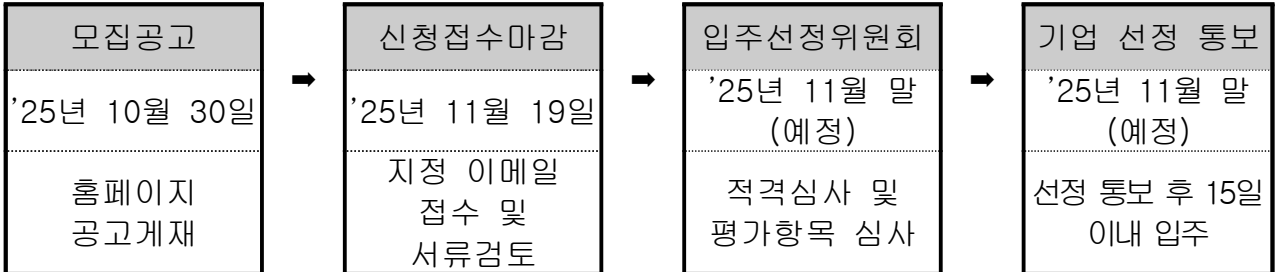 모집공고
'25년 10월 30일
홈페이지
공고게재
➡
신청접수마감
'25년 11월 19일
지정 이메일
접수 및
서류검토
➡
입주선정위원회
'25년 11월 말
(예정)
적격심사 및
평가항목 심사
➡
기업 선정 통보
'25년 11월 말
(예정)
선정 통보 후 15일
이내 입주